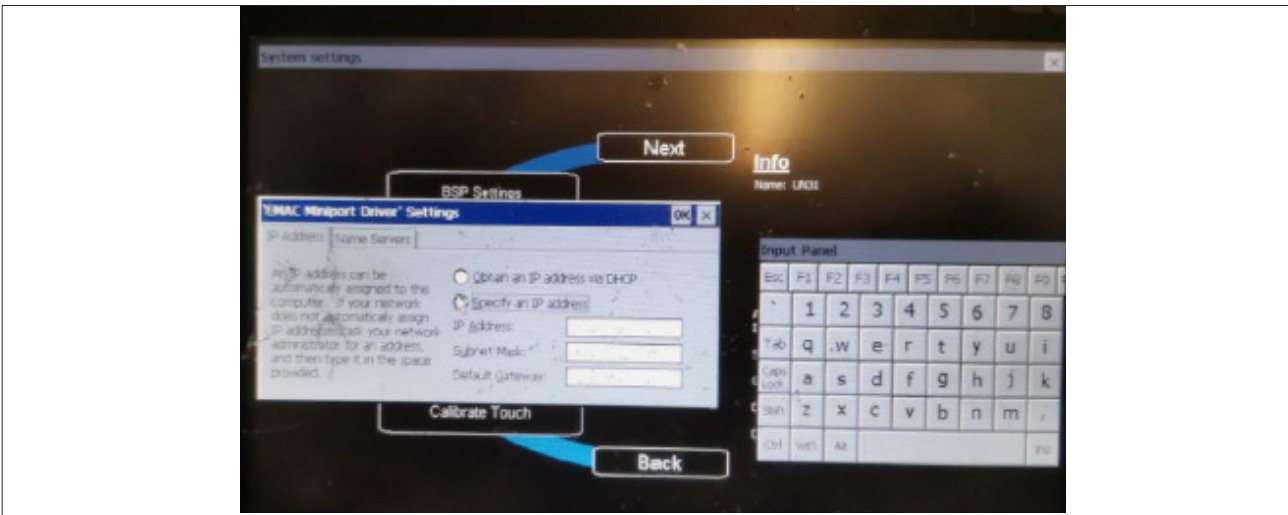 System settings
Next
Info
Name: UN31
BSP Settings
'EMAC Miniport Driver' Settings
OK
IP Address
Name Servers
An IP address can be
automatically assigned to this
computer. If your network
does not automatically assign
IP addresses, ask your network
administrator for an address,
and then type it in the space
provided.
Obtain an IP address via DHCP
Specify an IP address
IP Address:
Subnet Mask:
Default Gateway:
Calibrate Touch
Back
Input Panel
Esc F1 F2 F3 F4 F5 F6 F7 F8 F9
` 1 2 3 4 5 6 7 8
Tab q w e r t y u i
Caps Lock a s d f g h j k
Shift z x c v b n m ,
Ctl Win Alt Ins